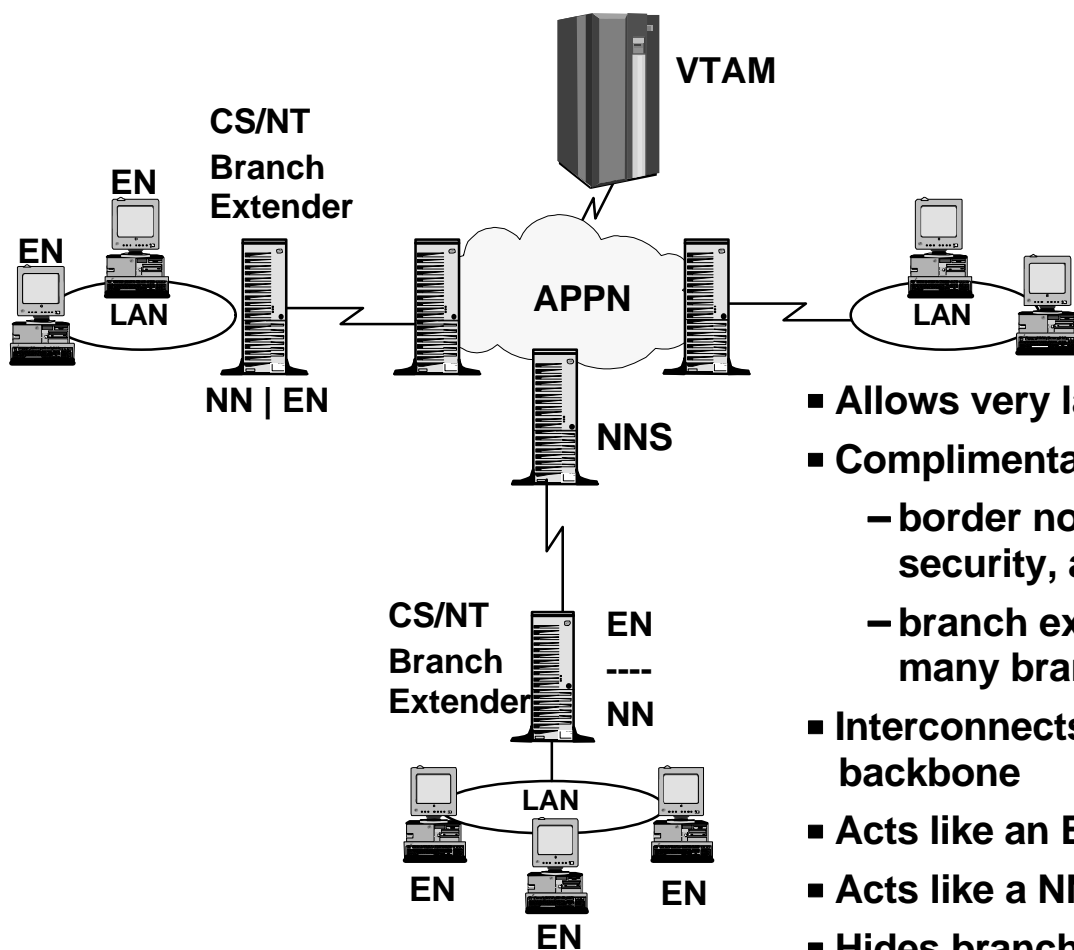 VTAM
CS/NT
Branch
Extender
EN
EN
LAN
APPN
LAN
NN | EN
NNS
CS/NT
Branch
Extender
EN
----
NN
LAN
EN
EN
EN
▪ Allows very
▪ Complimenta
– border no
security,
– branch ex
many bran
▪ Interconnects
backbone
▪ Acts like an
▪ Acts like a
▪ Hides branch